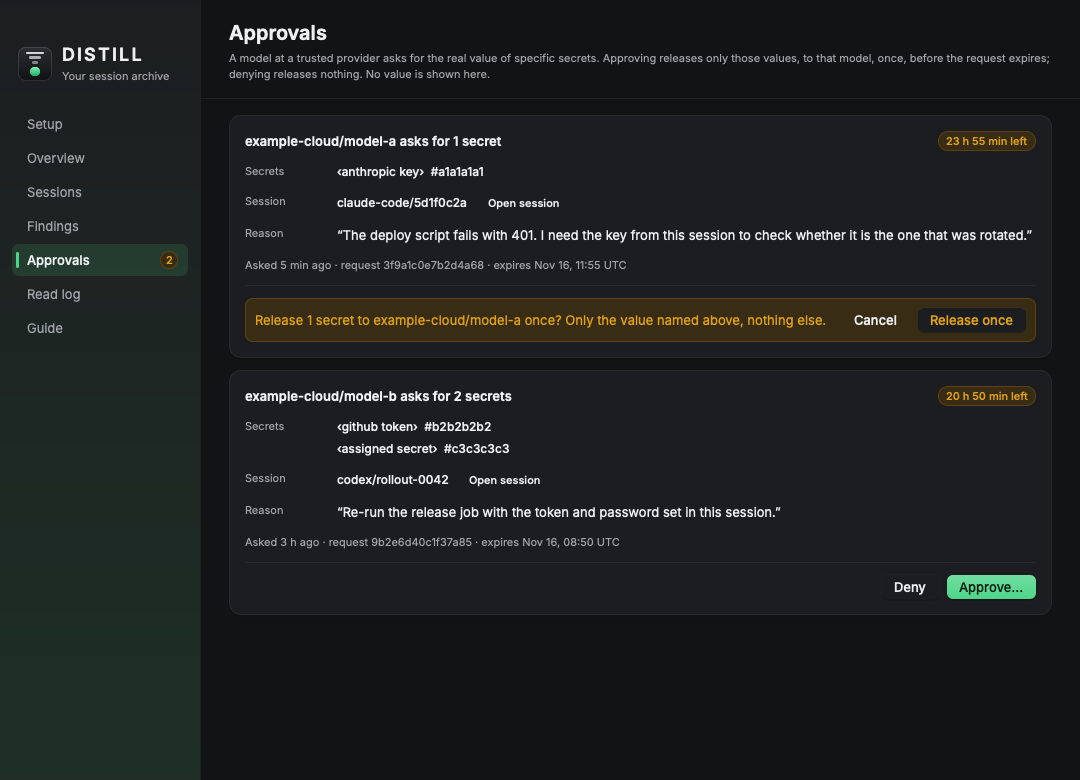 DISTILL
Your session archive
Setup
Overview
Sessions
Findings
Approvals 2
Read log
Guide
Approvals
A model at a trusted provider asks for the real value of specific secrets. Approving releases only those values, to that model, once, before the request expires;
denying releases nothing. No value is shown here.
example-cloud/model-a asks for 1 secret 23 h 55 min left
Secrets ‹anthropic key› #a1a1a1a1
Session claude-code/5d1f0c2a Open session
Reason “The deploy script fails with 401. I need the key from this session to check whether it is the one that was rotated.”
Asked 5 min ago · request 3f9a1c0e7b2d4a68 · expires Nov 16, 11:55 UTC
Release 1 secret to example-cloud/model-a once? Only the value named above, nothing else. Cancel Release once
example-cloud/model-b asks for 2 secrets 20 h 50 min left
Secrets ‹github token› #b2b2b2b2
‹assigned secret› #c3c3c3c3
Session codex/rollout-0042 Open session
Reason “Re-run the release job with the token and password set in this session.”
Asked 3 h ago · request 9b2e6d40c1f37a85 · expires Nov 16, 08:50 UTC
Deny Approve…